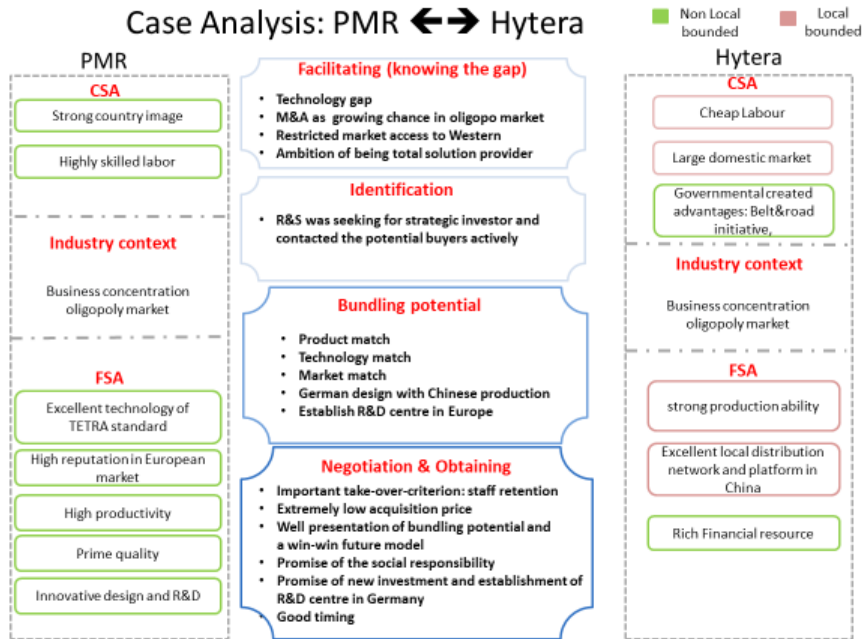 Case Analysis: PMR ←→ Hytera
Non Local
bounded
Local
bounded
PMR
CSA
Strong country image
Highly skilled labor
Industry context
Business concentration
oligopoly market
FSA
Excellent technology of
TETRA standard
High reputation in European
market
High productivity
Prime quality
Innovative design and R&D
Facilitating (knowing the gap)
• Technology gap
• M&A as growing chance in oligopo market
• Restricted market access to Western
• Ambition of being total solution provider
Identification
• R&S was seeking for strategic investor and
contacted the potential buyers actively
Bundling potential
• Product match
• Technology match
• Market match
• German design with Chinese production
• Establish R&D centre in Europe
Negotiation & Obtaining
• Important take-over-criterion: staff retention
• Extremely low acquisition price
• Well presentation of bundling potential and
a win-win future model
• Promise of the social responsibility
• Promise of new investment and establishment of
R&D centre in Germany
• Good timing
Hytera
CSA
Cheap Labour
Large domestic market
Governmental created
advantages: Belt&road
initiative,
Industry context
Business concentration
oligopoly market
FSA
strong production ability
Excellent local distribution
network and platform in
China
Rich Financial resource